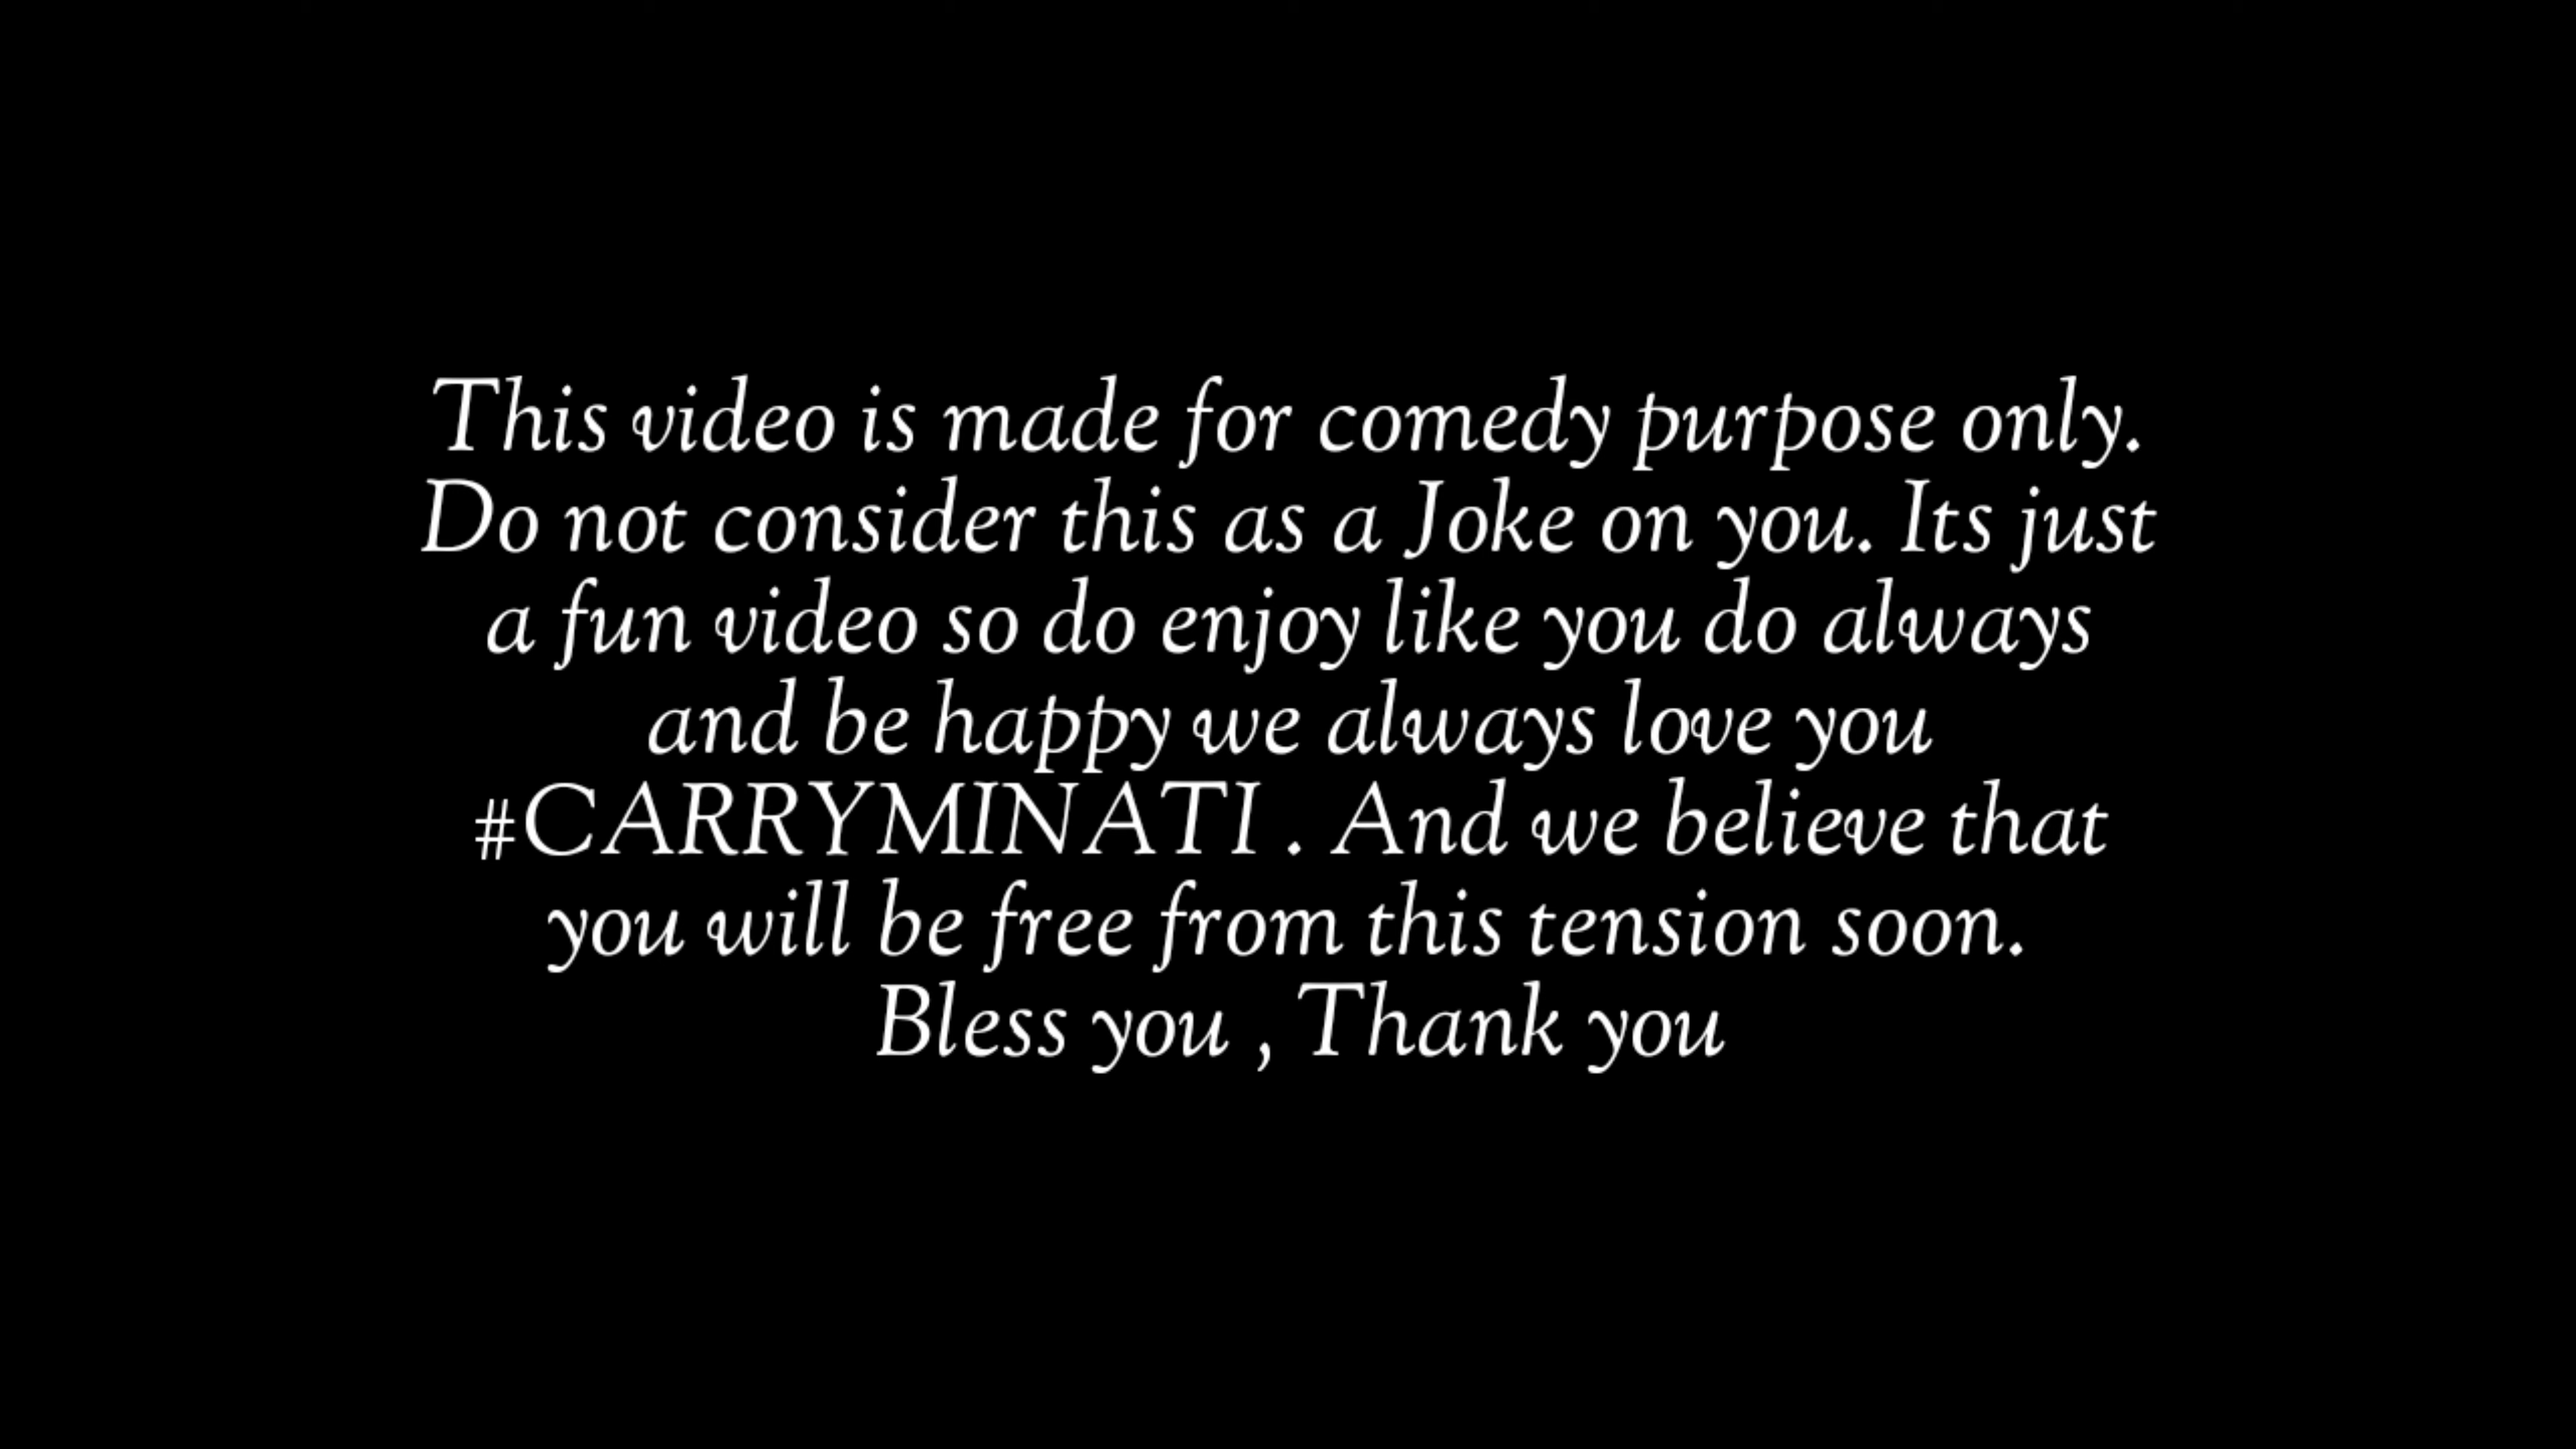 This video is made for comedy purpose only.
Do not consider this as a Joke on you. Its just
a fun video so do enjoy like you do always
and be happy we always love you
#CARRYMINATI . And we believe that
you will be free from this tension soon.
Bless you , Thank you